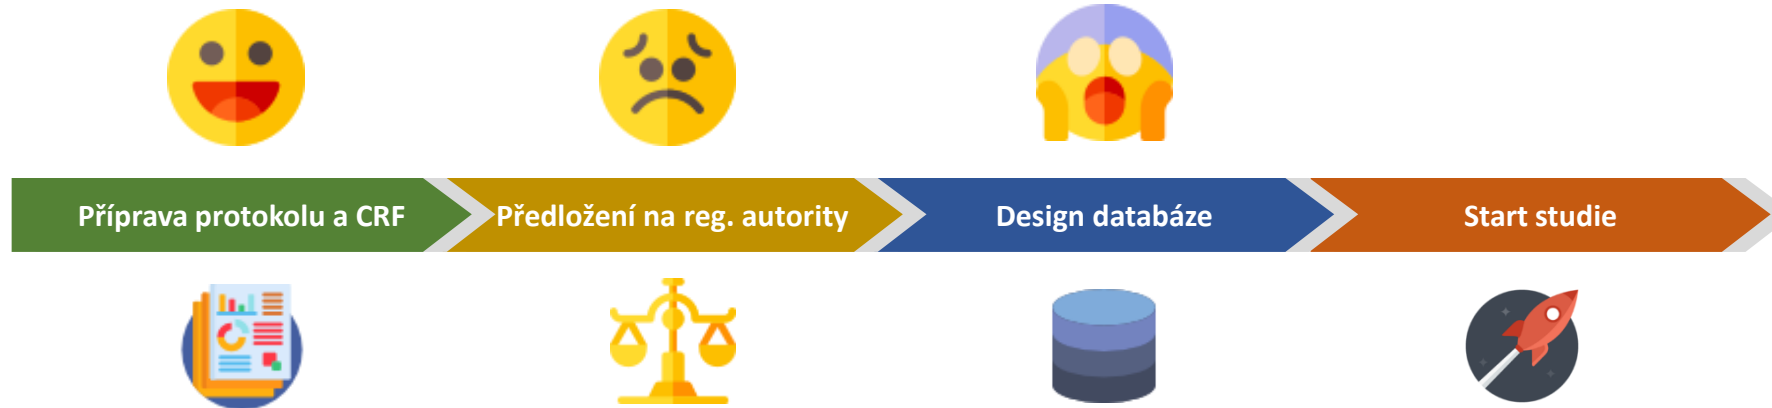 Příprava protokolu a CRF
Předložení na reg. autority
Design databáze
Start studie